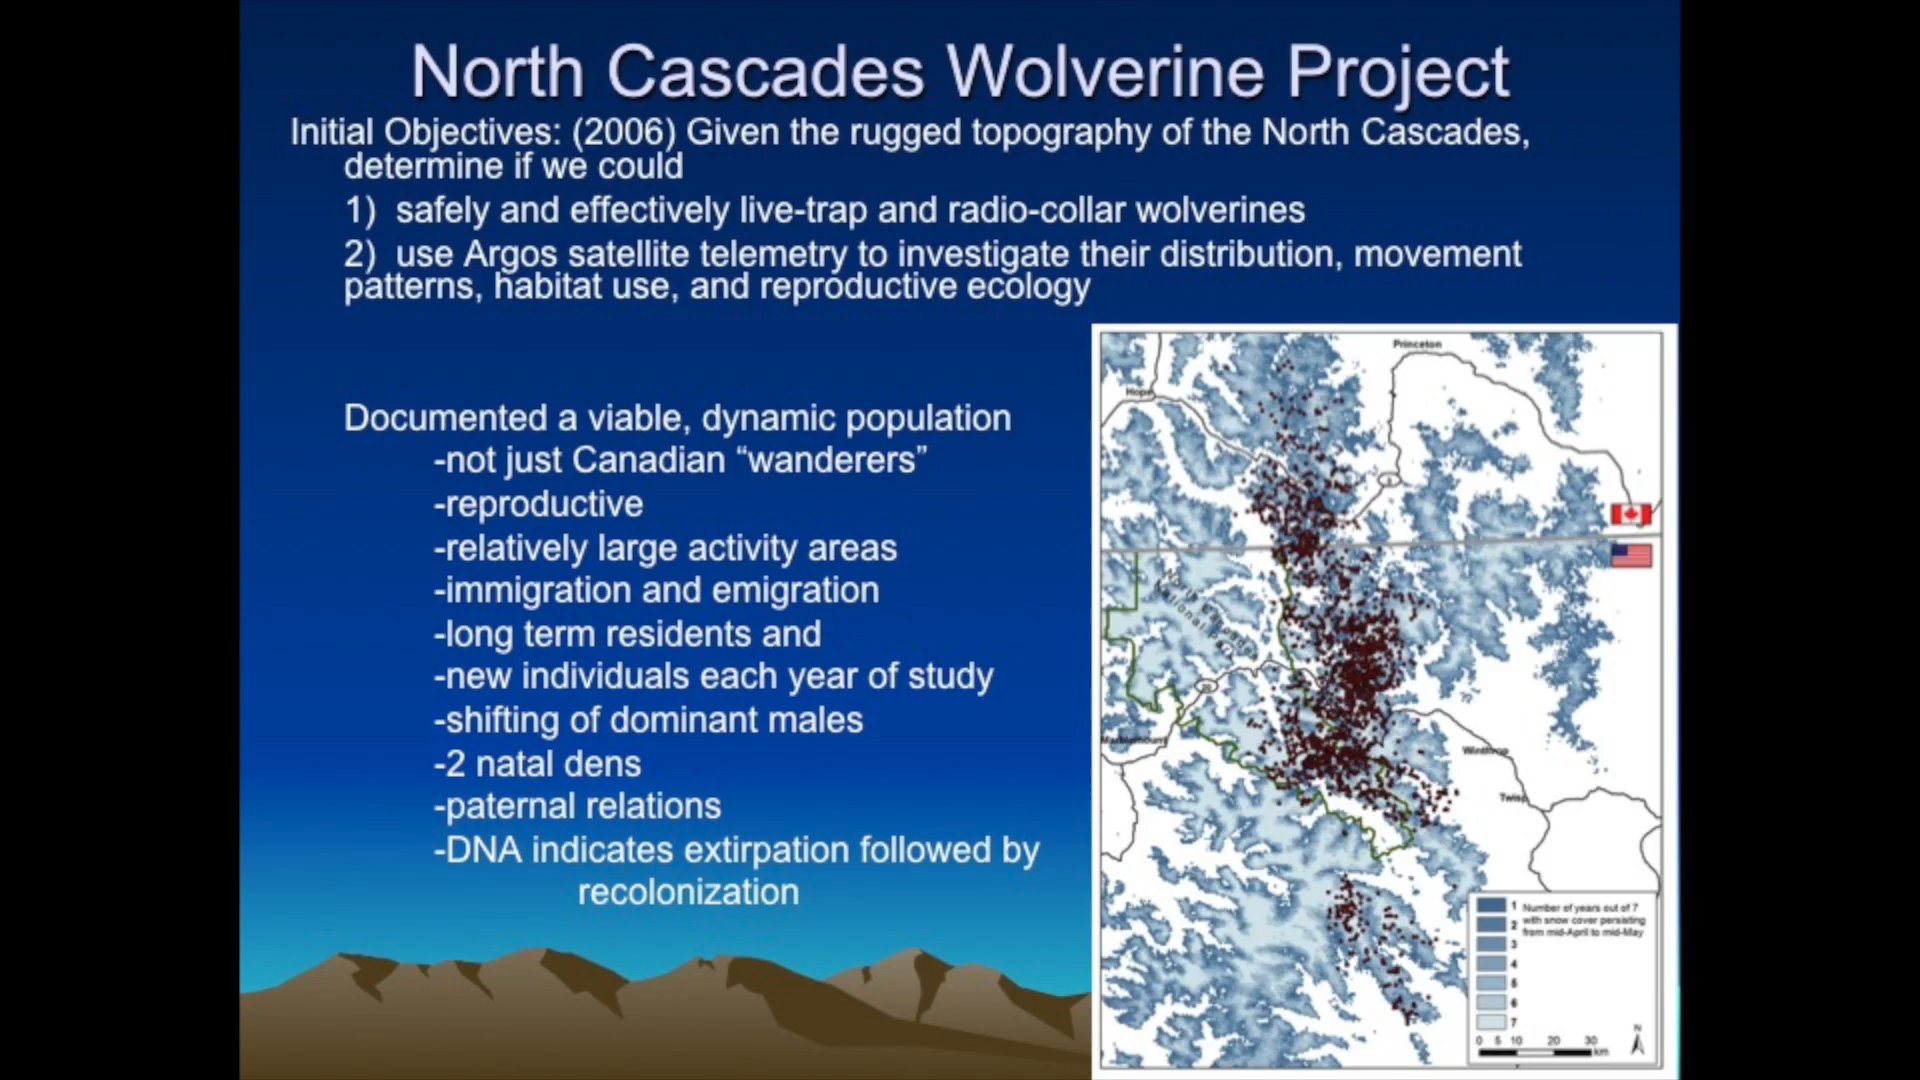 North Cascades Wolverine Project
Initial Objectives: (2006) Given the rugged topography of the North Cascades,
determine if we could
1) safely and effectively live-trap and radio-collar wolverines
2) use Argos satellite telemetry to investigate their distribution, movement
patterns, habitat use, and reproductive ecology
Documented a viable, dynamic population
-not just Canadian “wanderers”
-reproductive
-relatively large activity areas
-immigration and emigration
-long term residents and
-new individuals each year of study
-shifting of dominant males
-2 natal dens
-paternal relations
-DNA indicates extirpation followed by
recolonization
Princeton
Hope
Winthrop
Twisp
1 Number of years out of 7
2 with snow cover persisting
3 from mid-April to mid-May
4
5
6
7
0 5 10 20 30
km
N